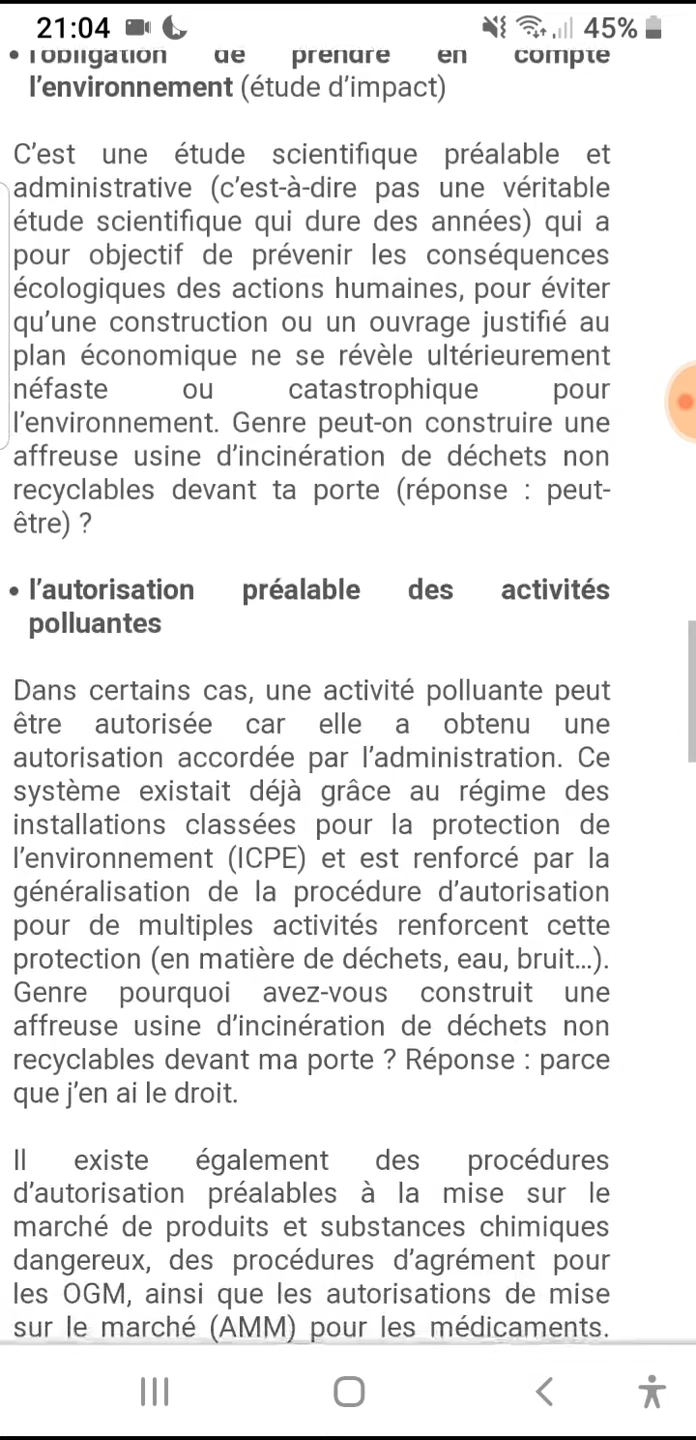 21:04
45%
• l'obligation de prendre en compte
l'environnement (étude d'impact)
C'est une étude scientifique préalable et
administrative (c'est-à-dire pas une véritable
étude scientifique qui dure des années) qui a
pour objectif de prévenir les conséquences
écologiques des actions humaines, pour éviter
qu'une construction ou un ouvrage justifié au
plan économique ne se révèle ultérieurement
néfaste ou catastrophique pour
l'environnement. Genre peut-on construire une
affreuse usine d'incinération de déchets non
recyclables devant ta porte (réponse : peut-
être) ?
• l'autorisation préalable des activités
polluantes
Dans certains cas, une activité polluante peut
être autorisée car elle a obtenu une
autorisation accordée par l'administration. Ce
système existait déjà grâce au régime des
installations classées pour la protection de
l'environnement (ICPE) et est renforcé par la
généralisation de la procédure d'autorisation
pour de multiples activités renforcent cette
protection (en matière de déchets, eau, bruit...).
Genre pourquoi avez-vous construit une
affreuse usine d'incinération de déchets non
recyclables devant ma porte ? Réponse : parce
que j'en ai le droit.
Il existe également des procédures
d'autorisation préalables à la mise sur le
marché de produits et substances chimiques
dangereux, des procédures d'agrément pour
les OGM, ainsi que les autorisations de mise
sur le marché (AMM) pour les médicaments.